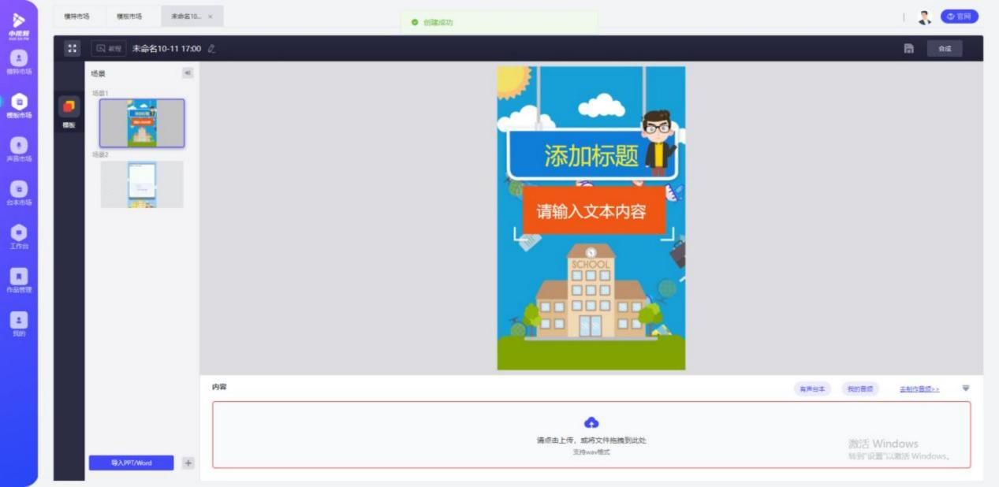 模特市场
模板市场
未命名10... ×
创建成功
官网
教程
未命名10-11 17:00
合成
模特市场
模板市场
声音市场
台本市场
工作台
作品管理
我的
模板
场景
场景1
场景2
导入PPT/Word
+
添加标题
请输入文本内容
SCHOOL
内容
有声台本
我的音频
去制作音频>>
请点击上传，或将文件拖拽到此处
支持wav格式
激活 Windows
转到"设置"以激活 Windows。